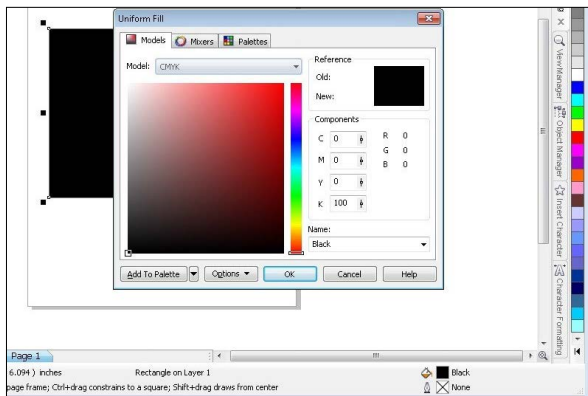 Uniform Fill
Models Mixers Palettes
Model: CMYK
Reference
Old:
New:
Components
C 0 R 0
M 0 G 0
Y 0 B 0
K 100
Name:
Black
Add To Palette Options OK Cancel Help
View Manager
Object Manager
Insert Character
Character Formatting
Page 1
6.094 ) inches Rectangle on Layer 1 Black
page frame; Ctrl+drag constrains to a square; Shift+drag draws from center None